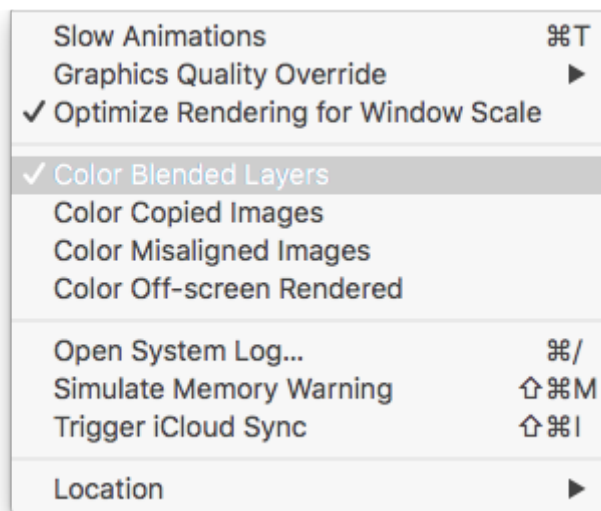 Slow Animations ⌘T
Graphics Quality Override ▶
✓ Optimize Rendering for Window Scale
✓ Color Blended Layers
Color Copied Images
Color Misaligned Images
Color Off-screen Rendered
Open System Log... ⌘/
Simulate Memory Warning ⇧⌘M
Trigger iCloud Sync ⇧⌘I
Location ▶